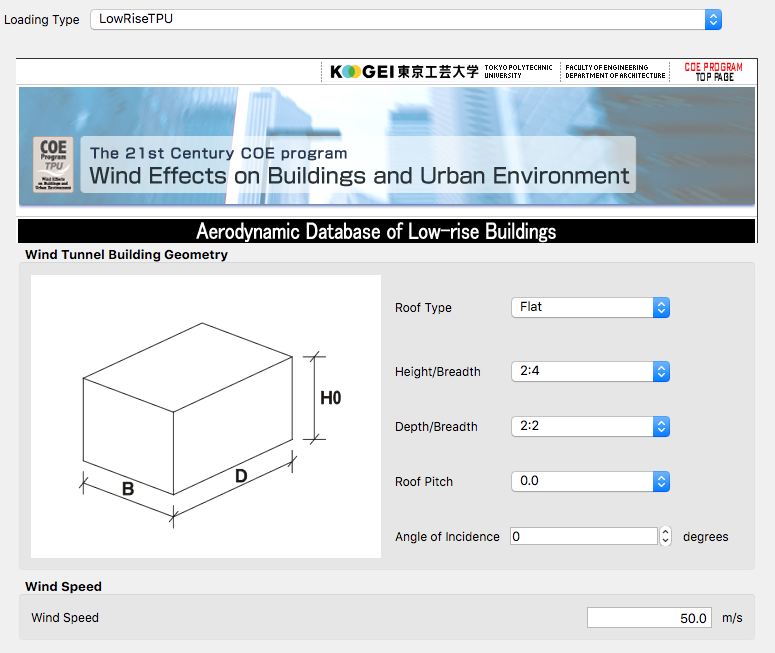 Loading Type LowRiseTPU
KOGEI 東京工芸大学 TOKYO POLYTECHNIC UNIVERSITY FACULTY OF ENGINEERING DEPARTMENT OF ARCHITECTURE COE PROGRAM TOP PAGE
COE
Program
TPU
Wind Effects
on Buildings and
Urban Environment
The 21st Century COE program
Wind Effects on Buildings and Urban Environment
Aerodynamic Database of Low-rise Buildings
Wind Tunnel Building Geometry
H0
B
D
Roof Type Flat
Height/Breadth 2:4
Depth/Breadth 2:2
Roof Pitch 0.0
Angle of Incidence 0 degrees
Wind Speed
Wind Speed 50.0 m/s